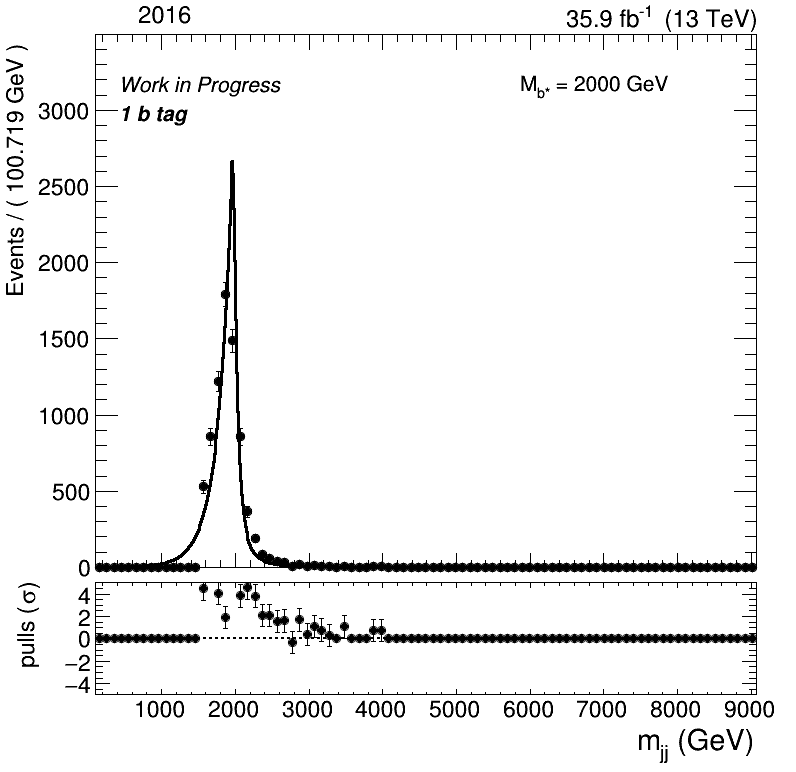 2016
35.9 fb⁻¹ (13 TeV)
Events / ( 100.719 GeV )
Work in Progress
1 b tag
M_b* = 2000 GeV
3000
2500
2000
1500
1000
500
0
pulls (σ)
4
2
0
−2
−4
1000 2000 3000 4000 5000 6000 7000 8000 9000
m_jj (GeV)